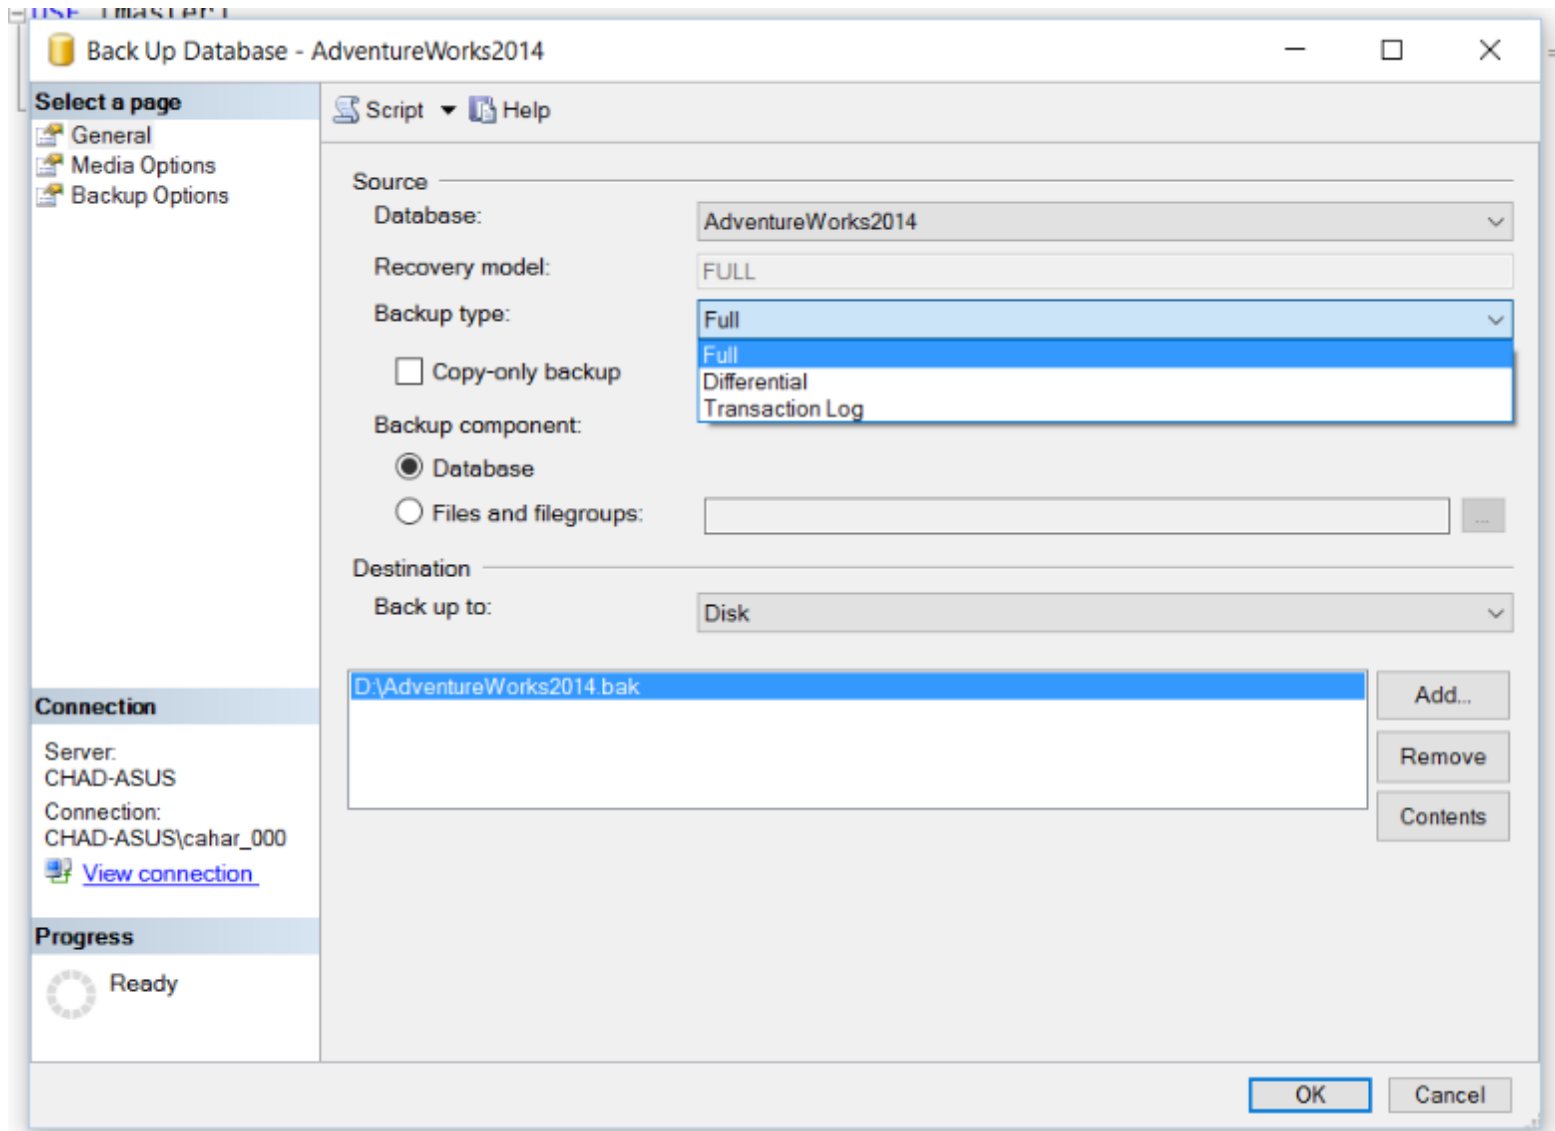 USE [master]
Back Up Database - AdventureWorks2014
Select a page
General
Media Options
Backup Options
Script
Help
Source
Database:
AdventureWorks2014
Recovery model:
FULL
Backup type:
Full
Full
Differential
Transaction Log
Copy-only backup
Backup component:
Database
Files and filegroups:
...
Destination
Back up to:
Disk
D:\AdventureWorks2014.bak
Add...
Remove
Contents
Connection
Server:
CHAD-ASUS
Connection:
CHAD-ASUS\cahar_000
View connection
Progress
Ready
OK
Cancel